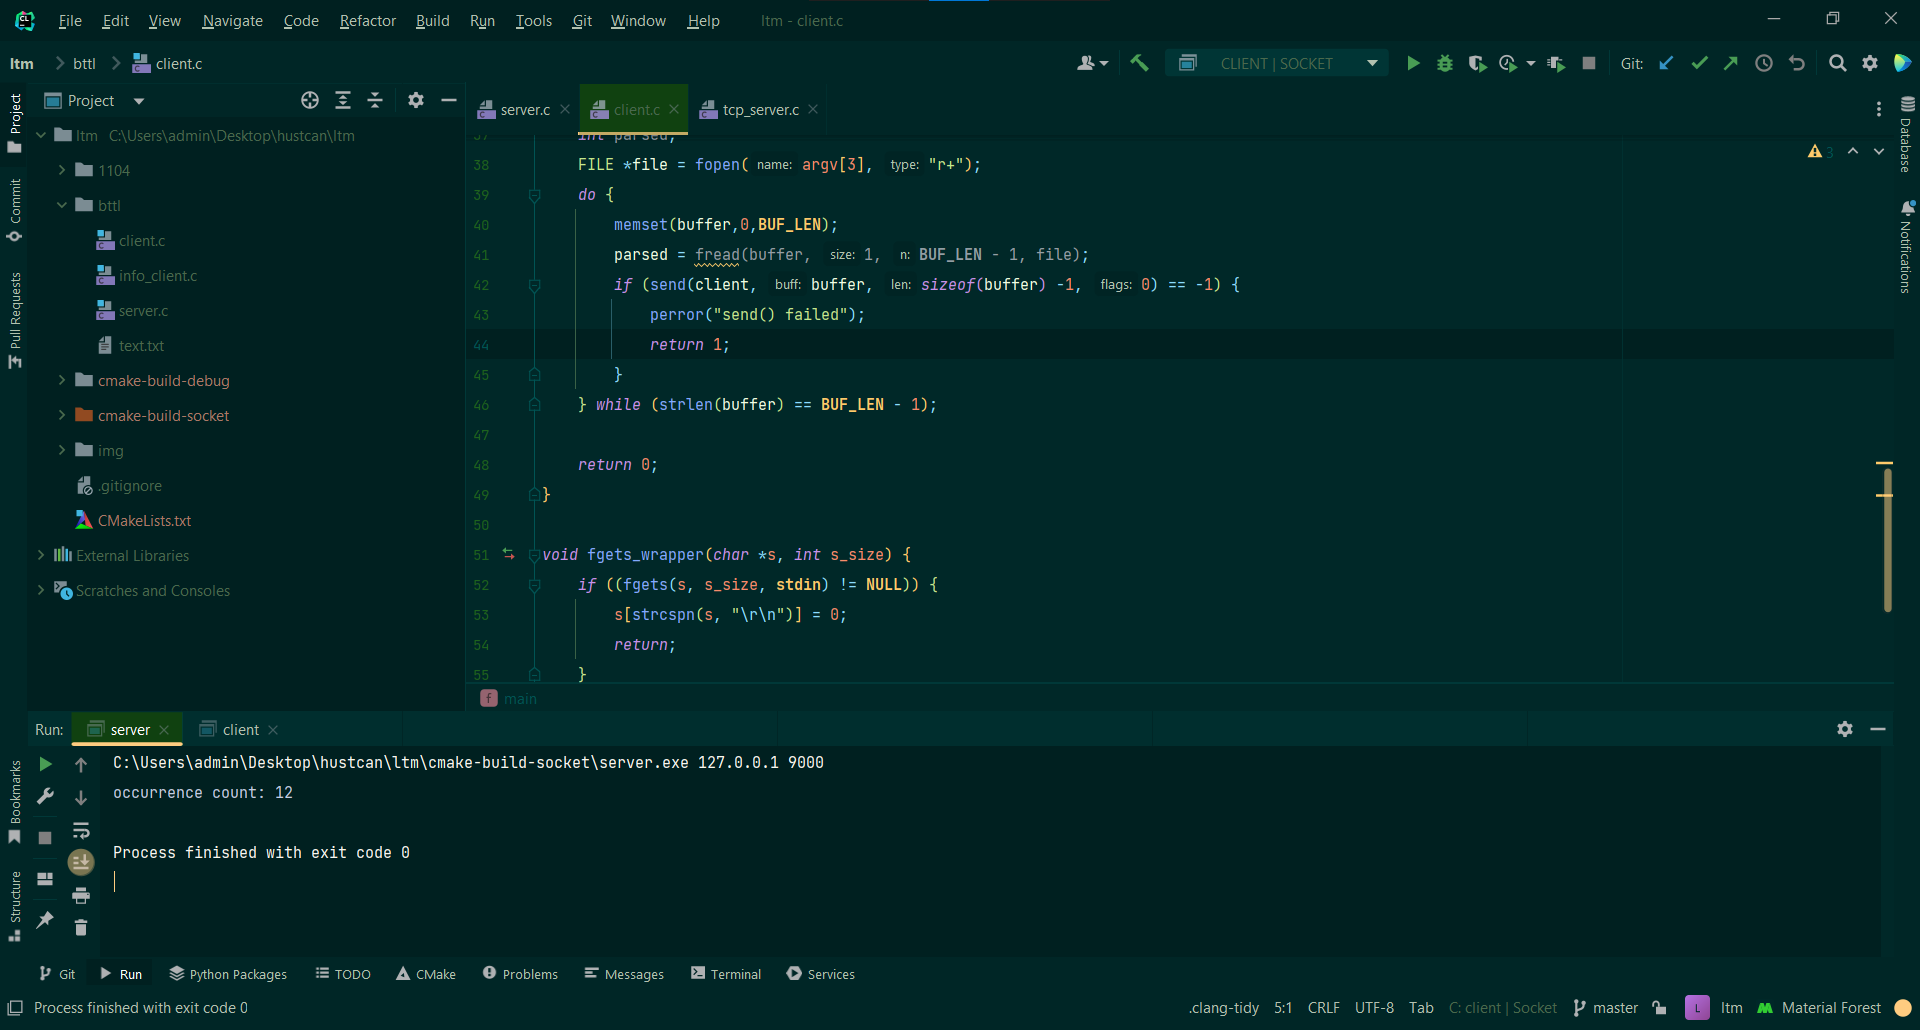 File Edit View Navigate Code Refactor Build Run Tools Git Window Help ltm - client.c
ltm bttl client.c CLIENT | SOCKET Git:
Project
Project
Commit
Pull Requests
Bookmarks
Structure
ltm C:\Users\admin\Desktop\hustcan\ltm
1104
bttl
client.c
info_client.c
server.c
text.txt
cmake-build-debug
cmake-build-socket
img
.gitignore
CMakeLists.txt
External Libraries
Scratches and Consoles
server.c client.c tcp_server.c
3
37 int parsed;
38 FILE *file = fopen( name: argv[3], type: "r+");
39 do {
40 memset(buffer,0,BUF_LEN);
41 parsed = fread(buffer, size: 1, n: BUF_LEN - 1, file);
42 if (send(client, buff: buffer, len: sizeof(buffer) -1, flags: 0) == -1) {
43 perror("send() failed");
44 return 1;
45 }
46 } while (strlen(buffer) == BUF_LEN - 1);
47
48 return 0;
49 }
50
51 void fgets_wrapper(char *s, int s_size) {
52 if ((fgets(s, s_size, stdin) != NULL)) {
53 s[strcspn(s, "\r\n")] = 0;
54 return;
55 }
f main
Database
Notifications
Run: server client
C:\Users\admin\Desktop\hustcan\ltm\cmake-build-socket\server.exe 127.0.0.1 9000
occurrence count: 12
Process finished with exit code 0
Git Run Python Packages TODO CMake Problems Messages Terminal Services
Process finished with exit code 0 .clang-tidy 5:1 CRLF UTF-8 Tab C: client | Socket master L ltm Material Forest